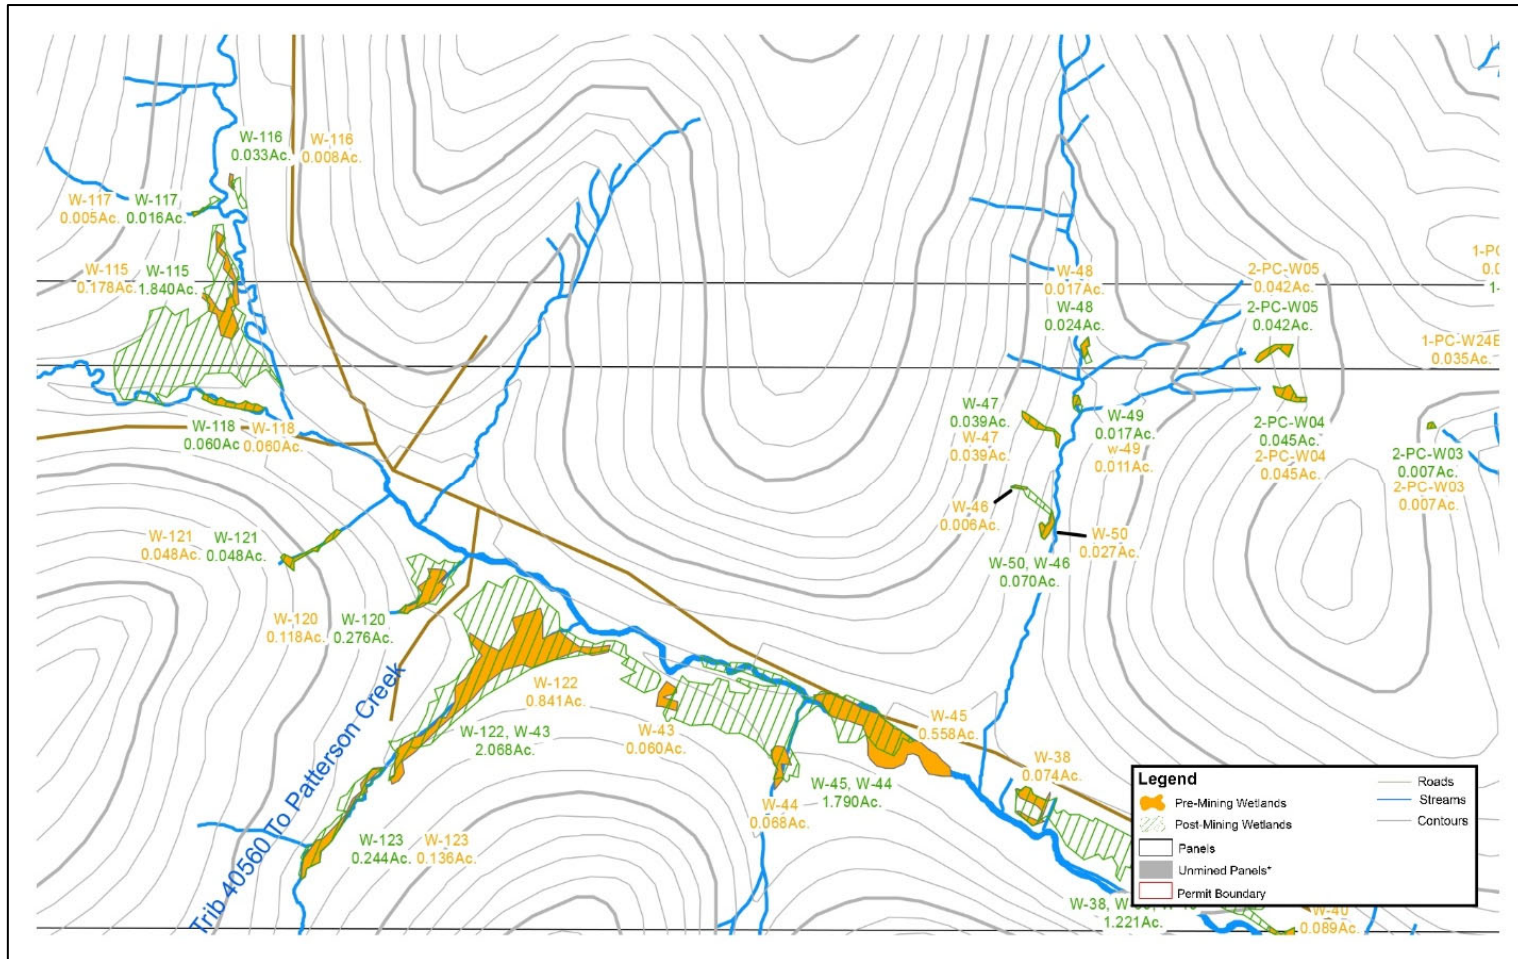 W-116
0.033Ac.
W-116
0.008Ac.
W-117
0.005Ac.
W-117
0.016Ac.
W-115
0.178Ac.
W-115
1.840Ac.
W-118
0.060Ac
W-118
0.060Ac.
W-121
0.048Ac.
W-121
0.048Ac.
W-120
0.118Ac.
W-120
0.276Ac.
Trib 40560 To Patterson Creek
W-122
0.841Ac.
W-122, W-43
2.068Ac.
W-123
0.244Ac.
W-123
0.136Ac.
W-43
0.060Ac.
W-44
0.068Ac.
W-45, W-44
1.790Ac.
W-45
0.558Ac.
W-38
0.074Ac.
W-48
0.017Ac.
W-48
0.024Ac.
W-47
0.039Ac.
W-47
0.039Ac.
W-49
0.017Ac.
w-49
0.011Ac.
W-46
0.006Ac.
W-50
0.027Ac.
W-50, W-46
0.070Ac.
2-PC-W05
0.042Ac.
2-PC-W05
0.042Ac.
2-PC-W04
0.045Ac.
2-PC-W04
0.045Ac.
1-PC-W24E
0.035Ac.
2-PC-W03
0.007Ac.
2-PC-W03
0.007Ac.
Legend
Pre-Mining Wetlands
Post-Mining Wetlands
Panels
Unmined Panels*
Permit Boundary
Roads
Streams
Contours
W-38,
1.221Ac.
W-40
0.089Ac.